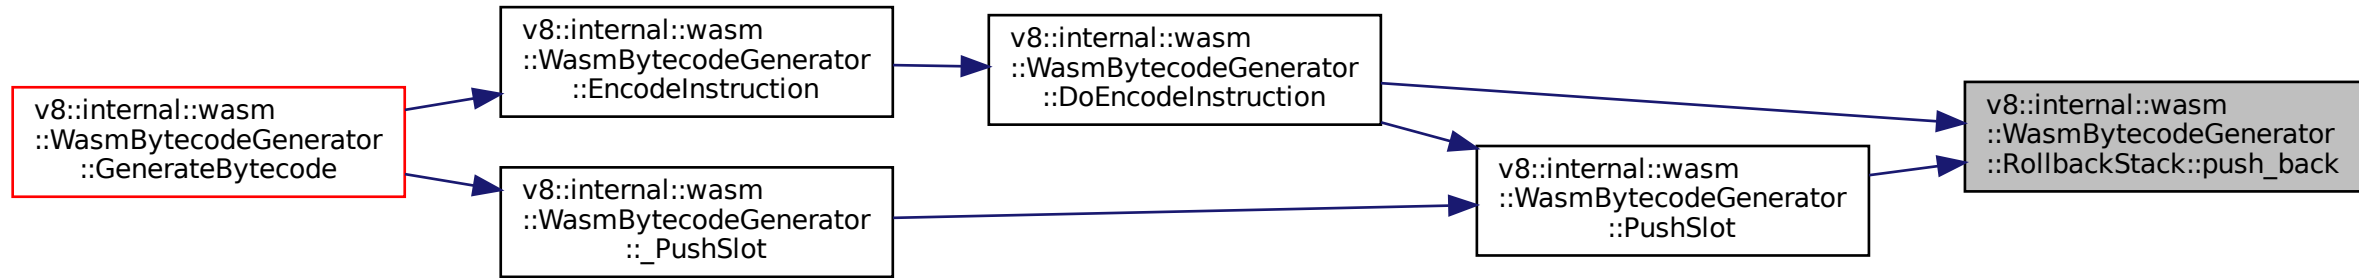 v8::internal::wasm
::WasmBytecodeGenerator
::GenerateBytecode
v8::internal::wasm
::WasmBytecodeGenerator
::EncodeInstruction
v8::internal::wasm
::WasmBytecodeGenerator
::_PushSlot
v8::internal::wasm
::WasmBytecodeGenerator
::DoEncodeInstruction
v8::internal::wasm
::WasmBytecodeGenerator
::PushSlot
v8::internal::wasm
::WasmBytecodeGenerator
::RollbackStack::push_back